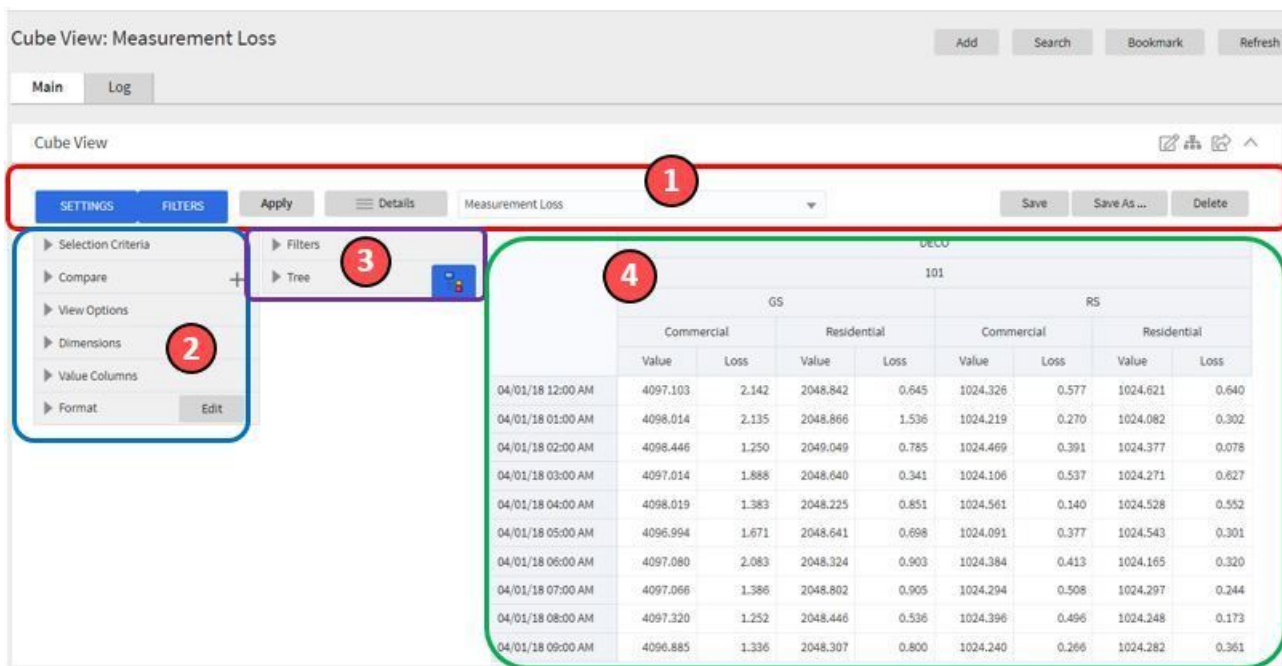 Cube View: Measurement Loss
Add Search Bookmark Refresh
Main Log
Cube View
1
SETTINGS FILTERS Apply Details Measurement Loss Save Save As ... Delete
Selection Criteria Filters DECO
Compare Tree 3 4 101
View Options GS RS
Dimensions 2 Commercial Residential Commercial Residential
Value Columns Value Loss Value Loss Value Loss Value Loss
Format Edit 04/01/18 12:00 AM 4097.103 2.142 2048.842 0.645 1024.326 0.577 1024.621 0.640
04/01/18 01:00 AM 4098.014 2.135 2048.866 1.536 1024.219 0.270 1024.082 0.302
04/01/18 02:00 AM 4098.446 1.250 2049.049 0.785 1024.469 0.391 1024.377 0.078
04/01/18 03:00 AM 4097.014 1.888 2048.640 0.341 1024.106 0.537 1024.271 0.627
04/01/18 04:00 AM 4098.019 1.383 2048.225 0.851 1024.561 0.140 1024.528 0.552
04/01/18 05:00 AM 4096.994 1.671 2048.641 0.698 1024.091 0.377 1024.543 0.301
04/01/18 06:00 AM 4097.080 2.083 2048.324 0.903 1024.384 0.413 1024.165 0.320
04/01/18 07:00 AM 4097.066 1.386 2048.802 0.905 1024.294 0.508 1024.297 0.244
04/01/18 08:00 AM 4097.320 1.252 2048.446 0.536 1024.396 0.496 1024.248 0.173
04/01/18 09:00 AM 4096.885 1.336 2048.307 0.800 1024.240 0.266 1024.282 0.361